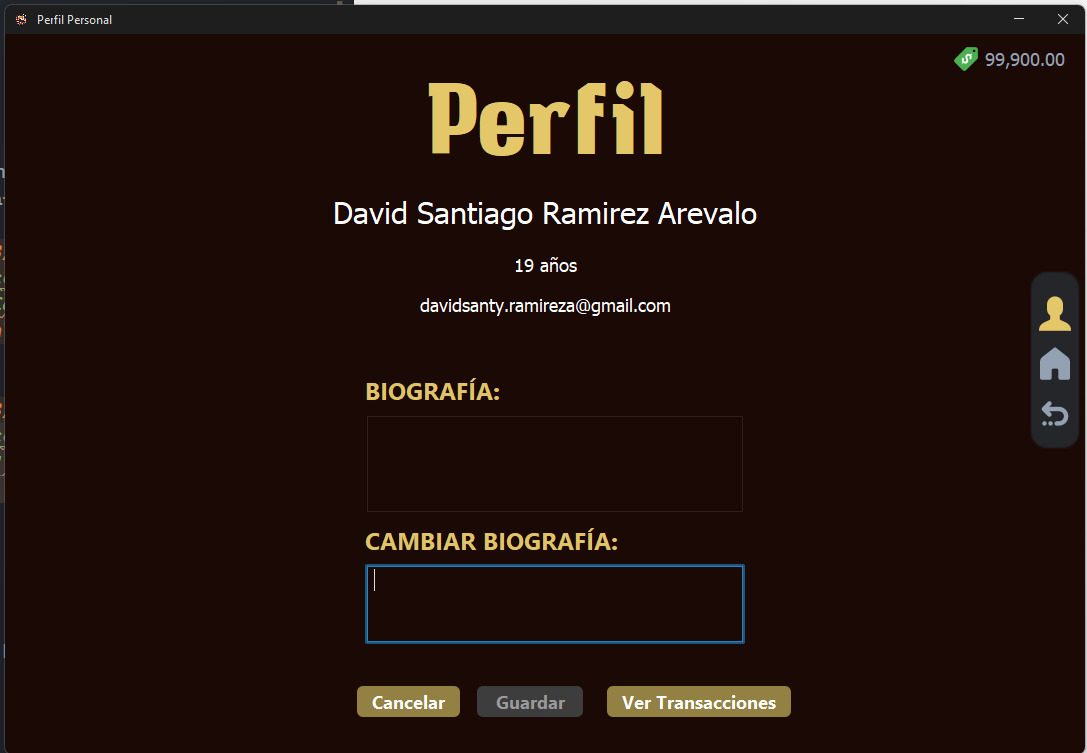 Perfil Personal
99,900.00
Perfil
David Santiago Ramirez Arevalo
19 años
davidsanty.ramireza@gmail.com
BIOGRAFÍA:
CAMBIAR BIOGRAFÍA:
Cancelar Guardar Ver Transacciones